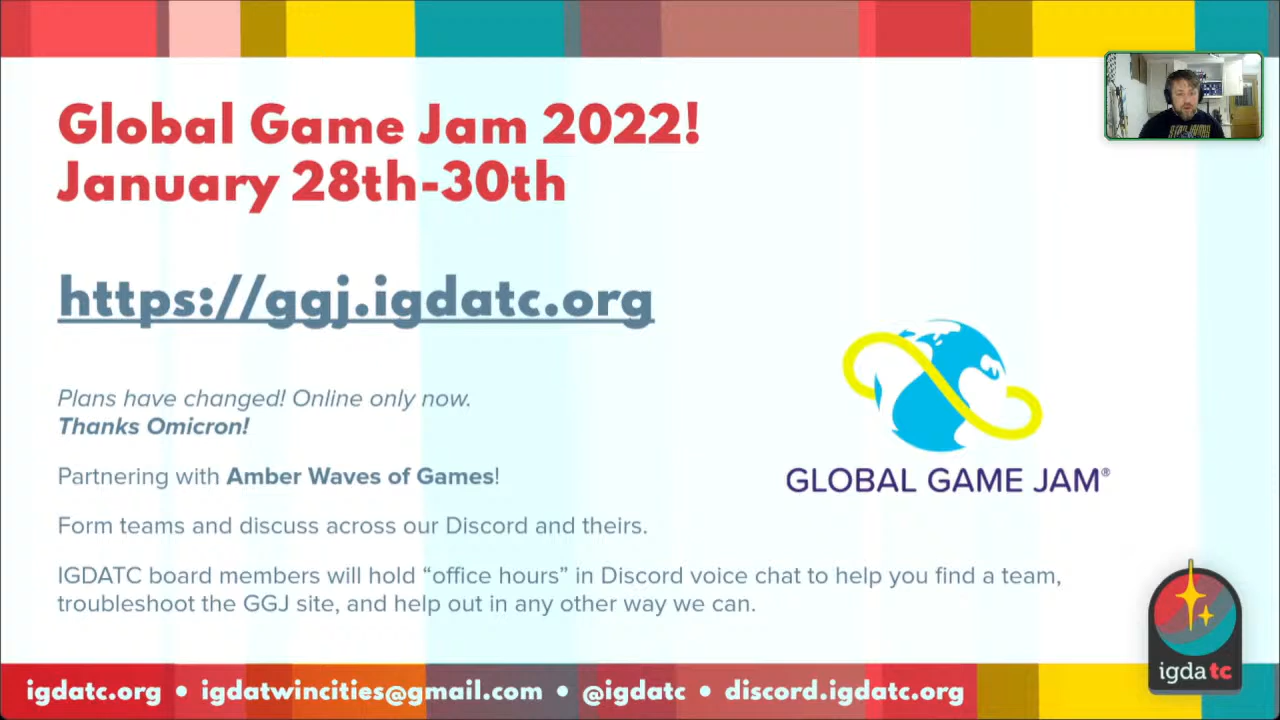 Global Game Jam 2022!
January 28th-30th
https://ggj.igdatc.org
Plans have changed! Online only now.
Thanks Omicron!
Partnering with Amber Waves of Games!
Form teams and discuss across our Discord and theirs.
IGDATC board members will hold “office hours” in Discord voice chat to help you find a team,
troubleshoot the GGJ site, and help out in any other way we can.
GLOBAL GAME JAM®
igdatc
igdatc.org • igdatwincities@gmail.com • @igdatc • discord.igdatc.org